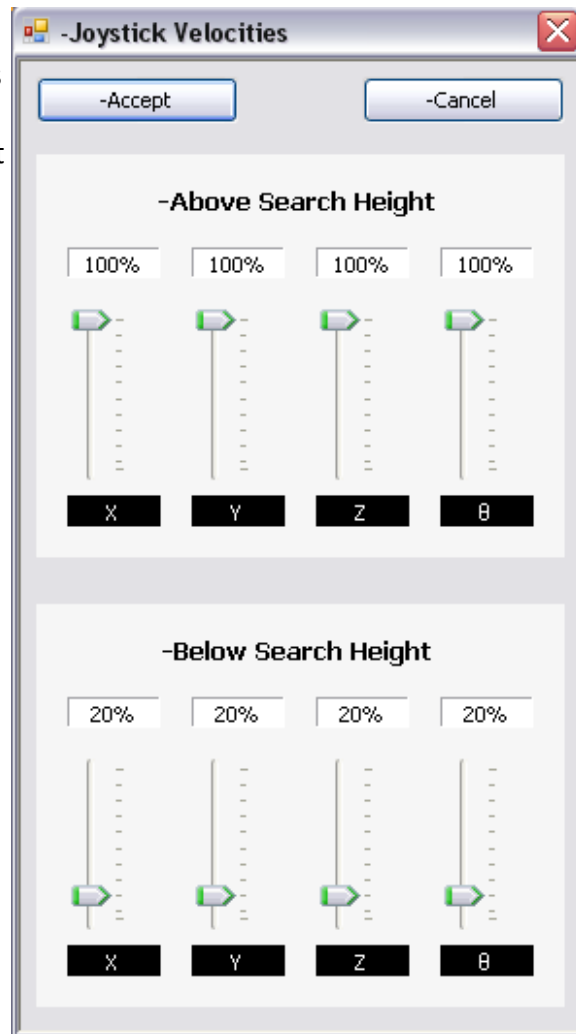 -Joystick Velocities
-Accept -Cancel
-Above Search Height
100% 100% 100% 100%
X Y Z θ
-Below Search Height
20% 20% 20% 20%
X Y Z θ